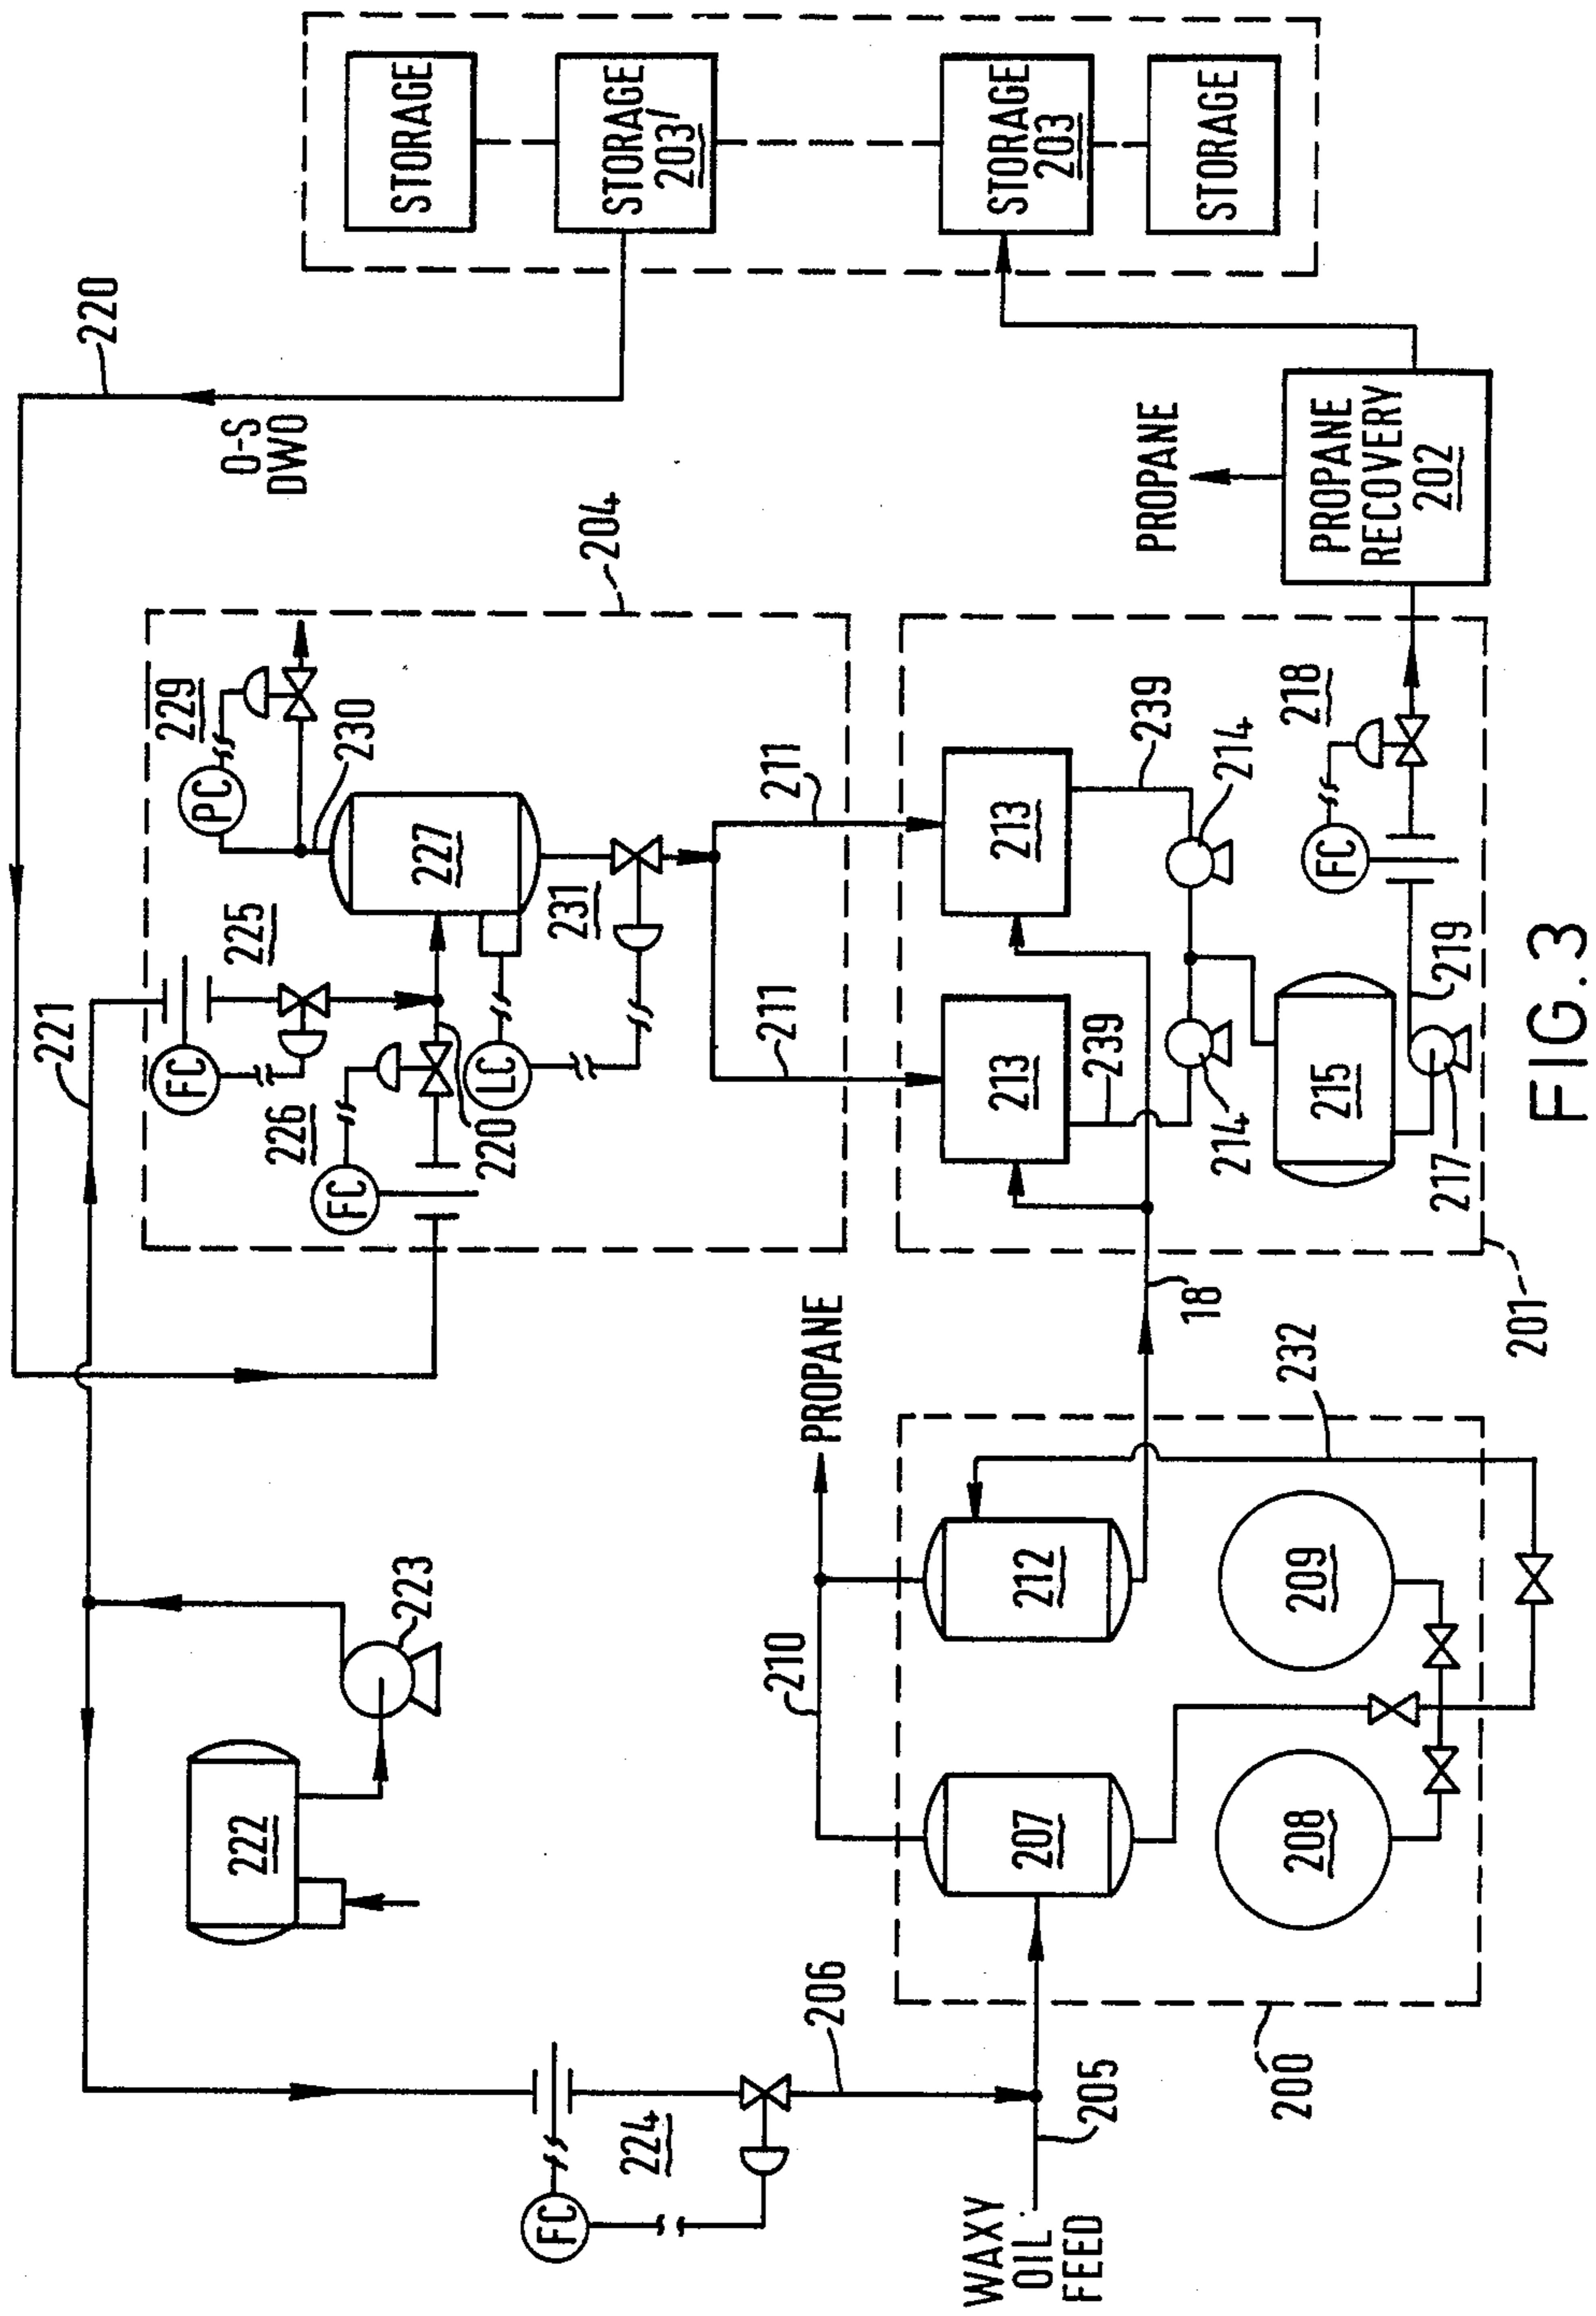 220
O-S
DWO
STORAGE
STORAGE
203'
STORAGE
203
STORAGE
221
FC
225
FC
226
220
PC
229
230
227
LC
231
204
211
211
222
223
FC
224
206
WAXY
OIL
FEED
205
200
207
208
209
210
PROPANE
212
232
18
201
213
213
239
239
214
214
215
217
219
FC
218
PROPANE
PROPANE
RECOVERY
202
FIG. 3